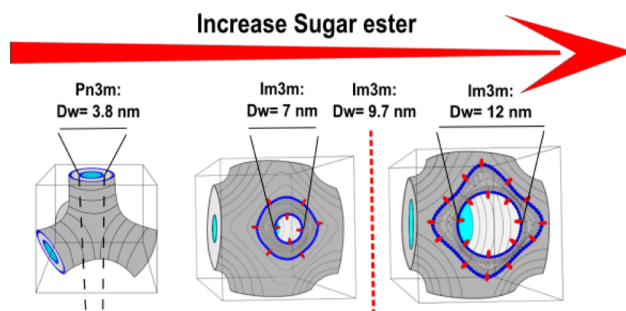 Increase Sugar ester
Pn3m:
Dw= 3.8 nm
Im3m:
Dw= 7 nm
Im3m:
Dw= 9.7 nm
Im3m:
Dw= 12 nm